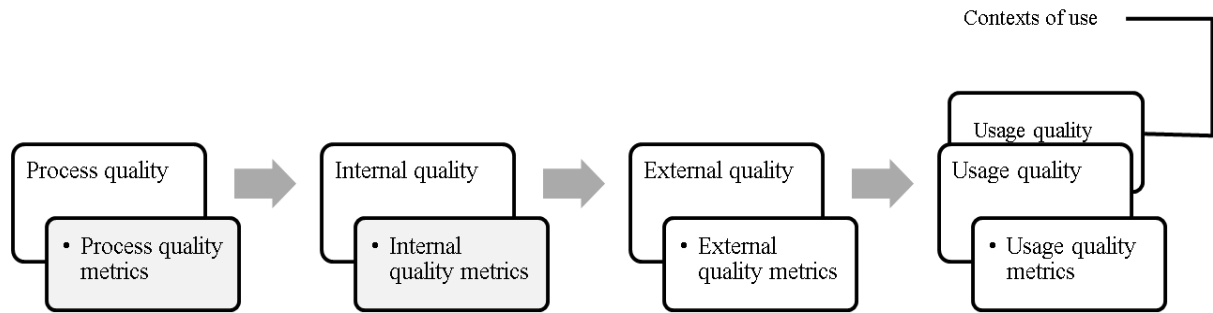 Contexts of use
Usage quality
Process quality
Internal quality
External quality
Usage quality
• Process quality
metrics
• Internal
quality metrics
• External
quality metrics
• Usage quality
metrics